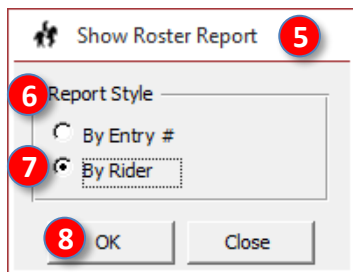 Show Roster Report 5
6 Report Style
By Entry #
7 By Rider
8 OK Close